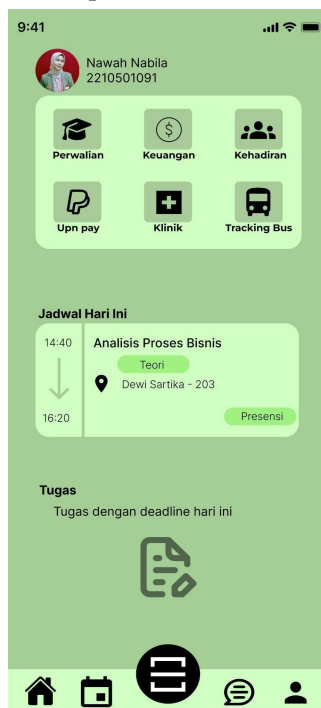 9:41
Nawah Nabila
2210501091
Perwalian Keuangan Kehadiran
Upn pay Klinik Tracking Bus
Jadwal Hari Ini
14:40 Analisis Proses Bisnis
Teori
Dewi Sartika - 203
16:20 Presensi
Tugas
Tugas dengan deadline hari ini